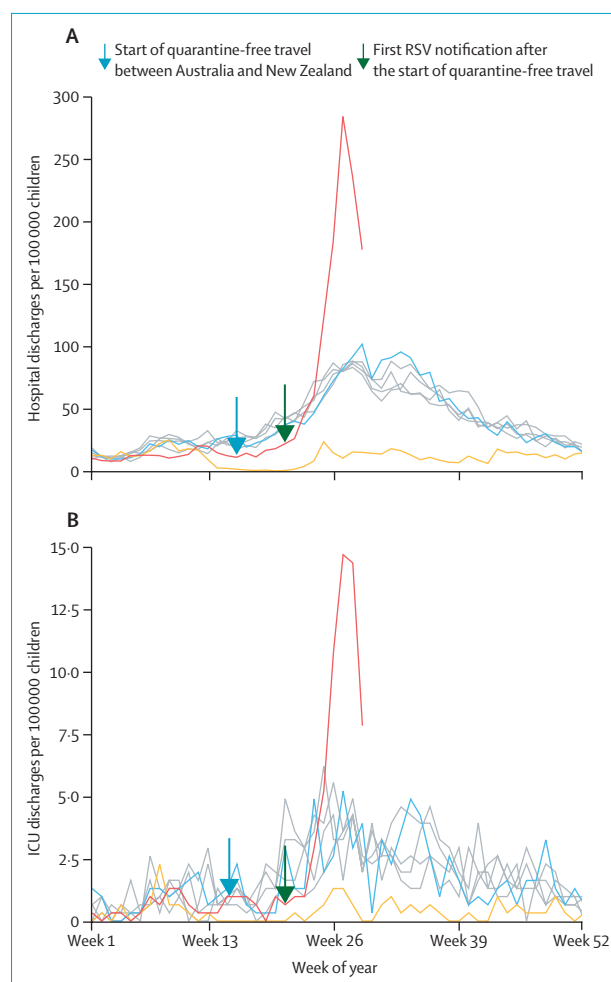 A
Start of quarantine-free travel
between Australia and New Zealand
First RSV notification after
the start of quarantine-free travel
300
250
200
150
100
50
0
Hospital discharges per 100 000 children
B
15·0
12·5
10·0
7·5
5·0
2·5
0
ICU discharges per 100 000 children
Week 1
Week 13
Week 26
Week 39
Week 52
Week of year